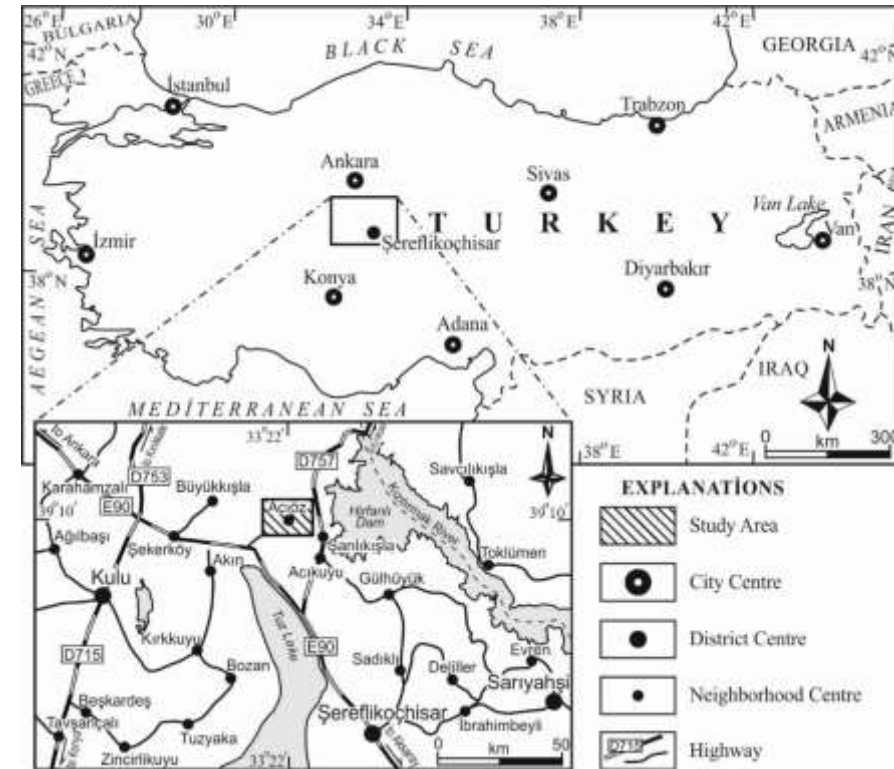 26°E
30°E
34°E
38°E
42°E
BULGARIA
42°N
GREECE
BLACK SEA
GEORGIA
42°N
ARMENIA
İstanbul
Trabzon
Ankara
Sivas
TURKEY
Van Lake
Van
IRAN
Şereflikoçhisar
AEGEAN SEA
İzmir
38°N
Konya
Diyarbakır
38°N
Adana
SYRIA
IRAQ
N
MEDİTERRANEAN SEA
38°E
42°E
0 km 300
To Ankara
D753
33°22'
D757
N
Karahamzalı
E90
Büyükkışla
Savcılıkışla
39°10'
Acıöz
Hirfanlı Dam
Kızılırmak River
39°10'
Ağılbaşı
Şekerköy
Şanlıkışla
Akın
Acıkuyu
Toklümen
Kulu
Gülhüyük
Tuz Lake
Kırkkuyu
E90
D715
Bozan
Sadıklı
Deliller
Evren
Sarıyahşi
Beşkardeş
Tavşançalı
Tuzyaka
Şereflikoçhisar
İbrahimbeyli
Zincirlikuyu
33°22'
0 km 50
EXPLANATIONS
Study Area
City Centre
District Centre
Neighborhood Centre
D715
Highway